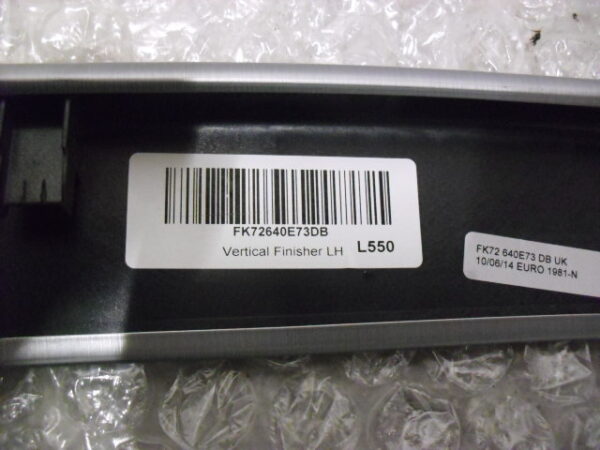 FK72640E73DB
Vertical Finisher LH L550
FK72 640E73 DB UK
10/06/14 EURO 1981-N